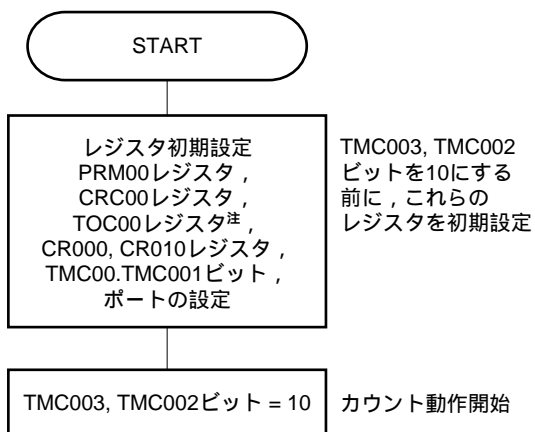 START
レジスタ初期設定
PRM00レジスタ，
CRC00レジスタ，
TOC00レジスタ注，
CR000, CR010レジスタ，
TMC00.TMC001ビット，
ポートの設定
TMC003, TMC002
ビットを10にする
前に，これらの
レジスタを初期設定
TMC003, TMC002ビット = 10
カウント動作開始